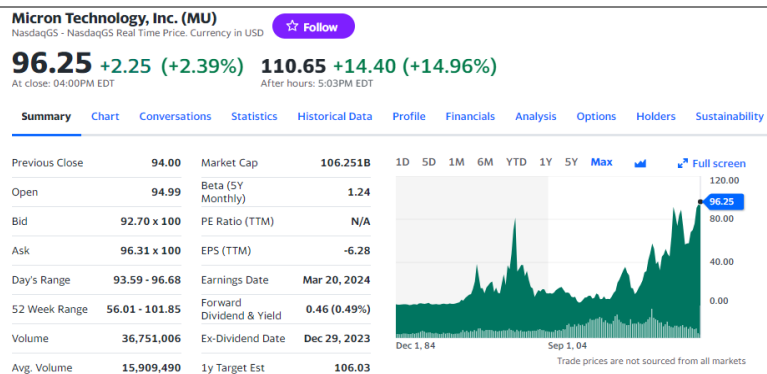 Micron Technology, Inc. (MU)
Follow
NasdaqGS - NasdaqGS Real Time Price. Currency in USD
96.25 +2.25 (+2.39%) 110.65 +14.40 (+14.96%)
At close: 04:00PM EDT After hours: 5:03PM EDT
Summary Chart Conversations Statistics Historical Data Profile Financials Analysis Options Holders Sustainability
Previous Close 94.00
Open 94.99
Bid 92.70 x 100
Ask 96.31 x 100
Day's Range 93.59 - 96.68
52 Week Range 56.01 - 101.85
Volume 36,751,006
Avg. Volume 15,909,490
Market Cap 106.251B
Beta (5Y
Monthly) 1.24
PE Ratio (TTM) N/A
EPS (TTM) -6.28
Earnings Date Mar 20, 2024
Forward
Dividend & Yield 0.46 (0.49%)
Ex-Dividend Date Dec 29, 2023
1y Target Est 106.03
1D 5D 1M 6M YTD 1Y 5Y Max Full screen
120.00
96.25
80.00
40.00
0.00
Dec 1, 84 Sep 1, 04
Trade prices are not sourced from all markets